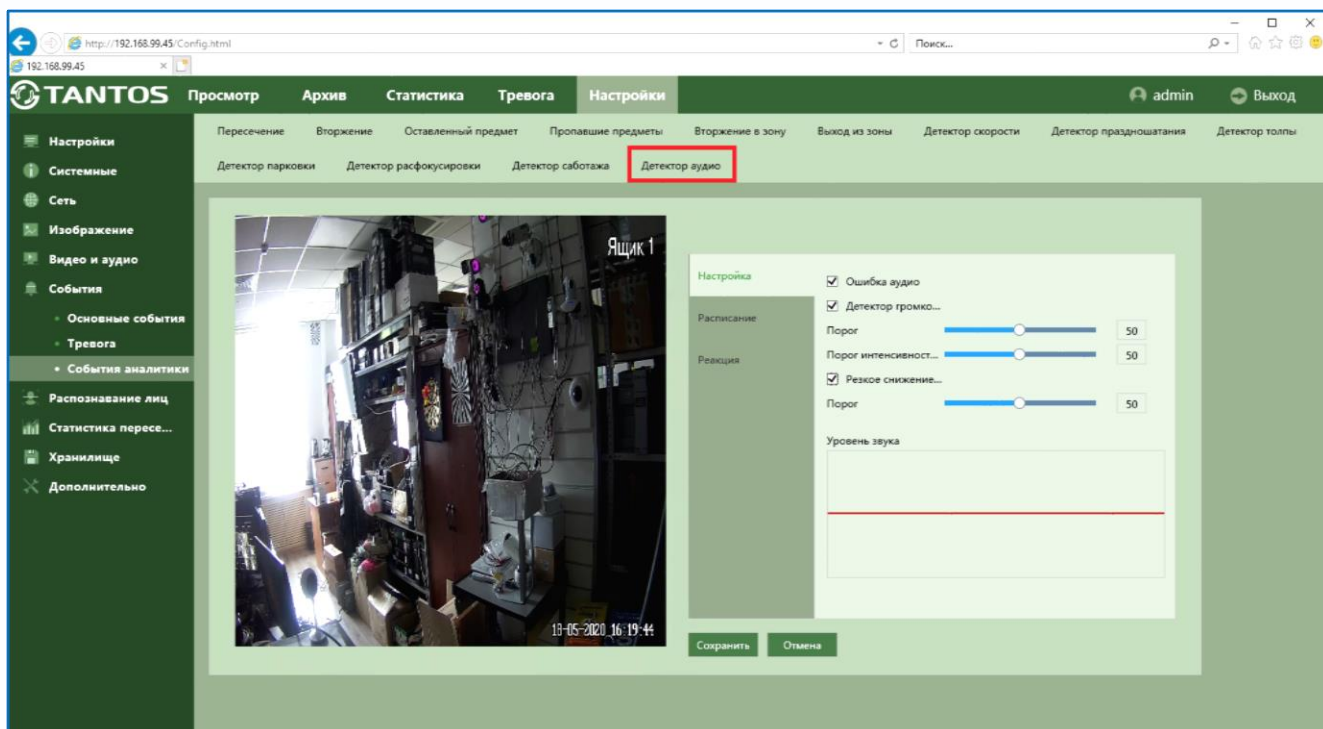 http://192.168.99.45/Config.html
Поиск...
192.168.99.45
TANTOS Просмотр Архив Статистика Тревога Настройки admin Выход
Пересечение Вторжение Оставленный предмет Пропавшие предметы Вторжение в зону Выход из зоны Детектор скорости Детектор праздношатания Детектор толпы
Детектор парковки Детектор расфокусировки Детектор саботажа Детектор аудио
Настройки
Системные
Сеть
Изображение
Видео и аудио
События
Основные события
Тревога
События аналитики
Распознавание лиц
Статистика пересе...
Хранилище
Дополнительно
Ящик 1
18-05-2020 16:19:44
Настройка
Расписание
Реакция
Ошибка аудио
Детектор громко...
Порог 50
Порог интенсивност... 50
Резкое снижение...
Порог 50
Уровень звука
Сохранить Отмена